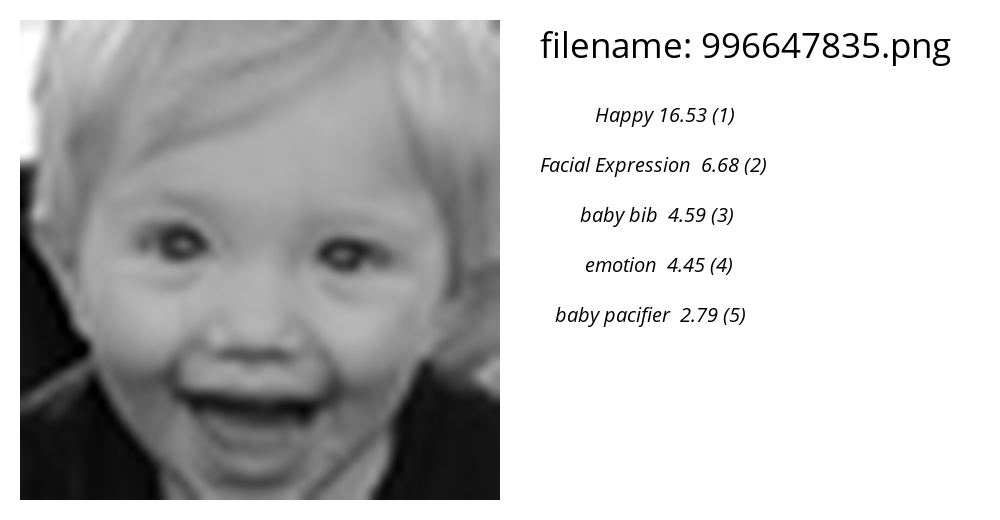 filename: 996647835.png
Happy 16.53 (1)
Facial Expression 6.68 (2)
baby bib 4.59 (3)
emotion 4.45 (4)
baby pacifier 2.79 (5)